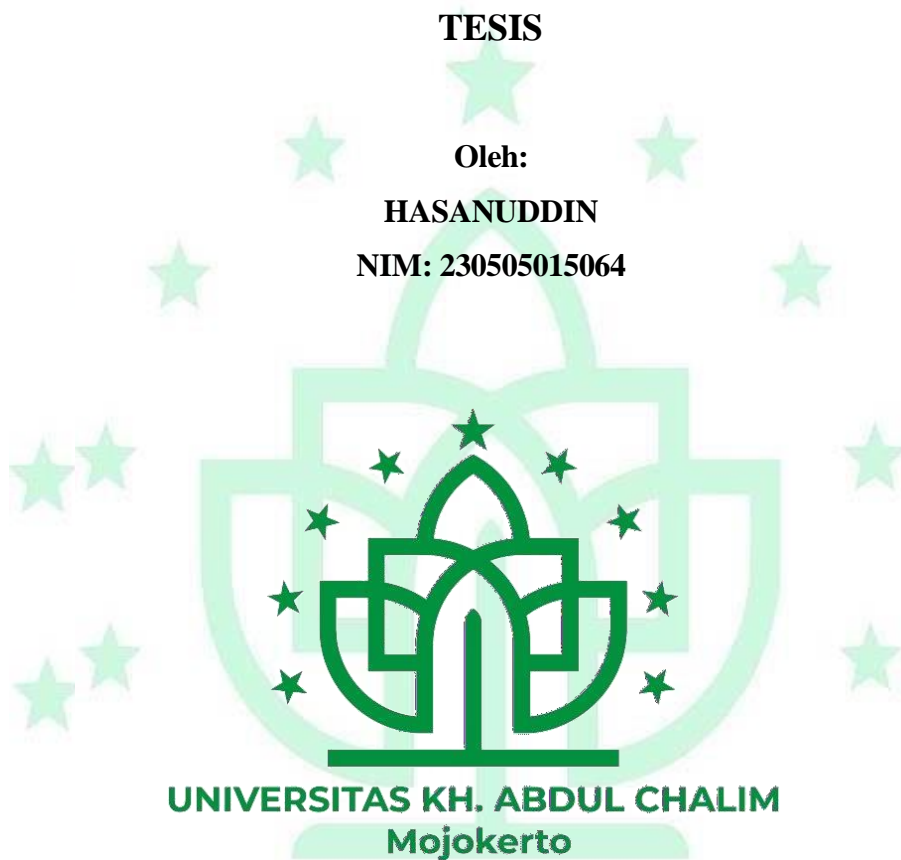 TESIS
Oleh:
HASANUDDIN
NIM: 230505015064
UNIVERSITAS KH. ABDUL CHALIM
Mojokerto